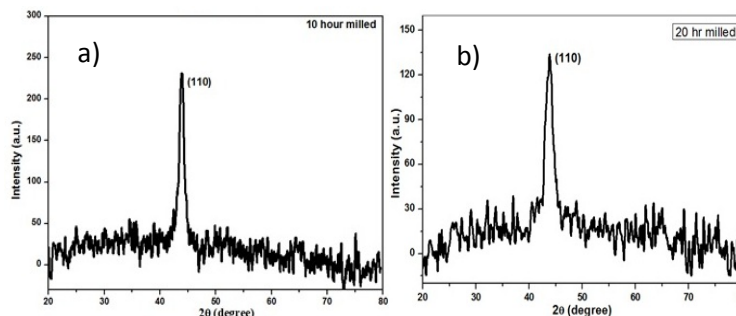 300
250
200
150
100
50
0
Intensity (a.u.)
a)
10 hour milled
(110)
20 30 40 50 60 70 80
2θ (degree)
150
120
90
60
30
0
Intensity (a.u.)
b)
20 hr milled
(110)
20 30 40 50 60 70
2θ (degree)